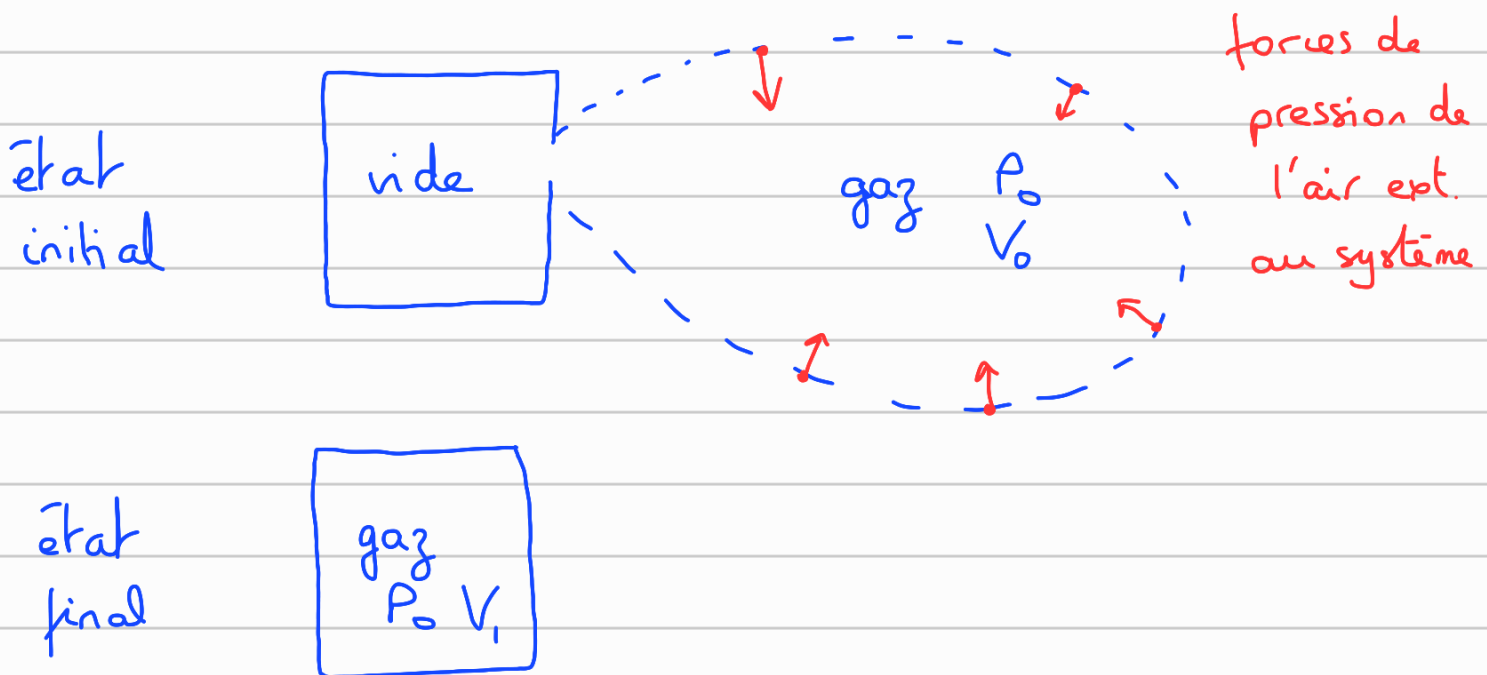 état
initial
vide
gaz P₀
V₀
forces de
pression de
l'air ext.
au système
état
final
gaz
P₀ V₁